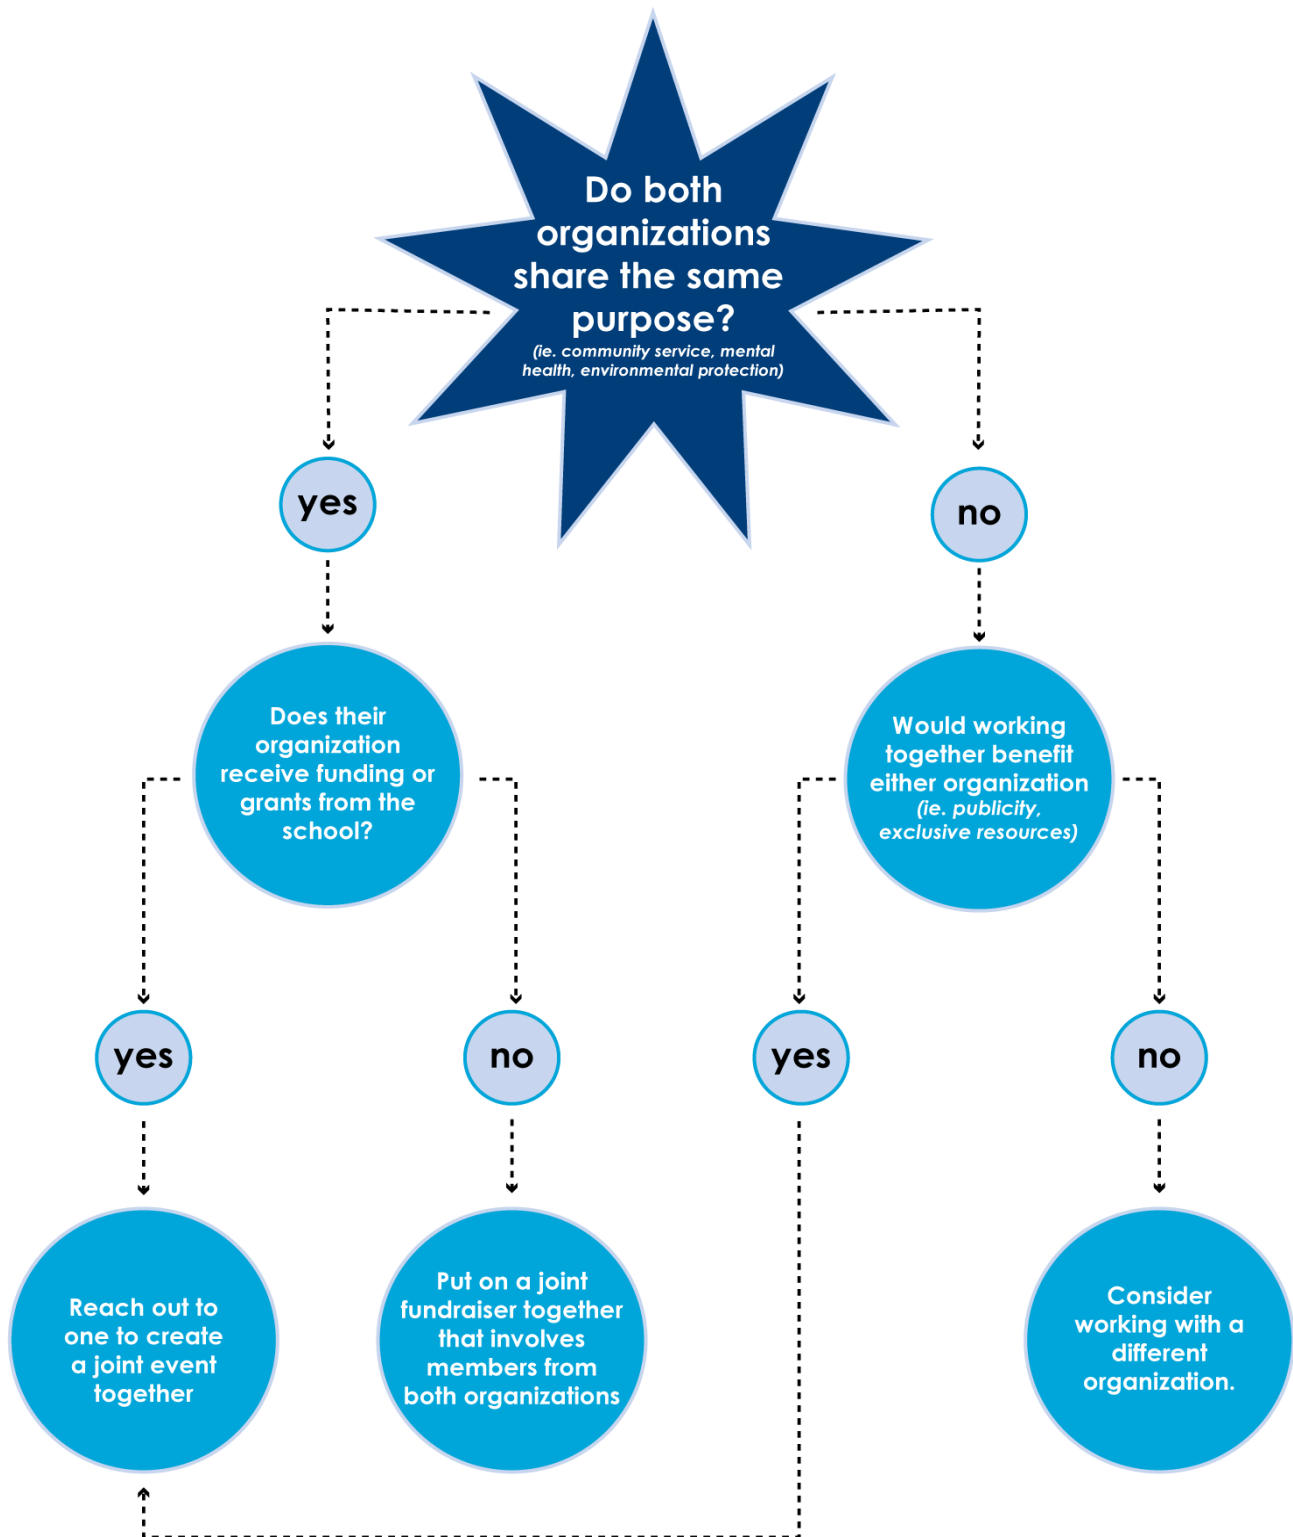 Do both
organizations
share the same
purpose?
(ie. community service, mental
health, environmental protection)
yes
no
Does their
organization
receive funding or
grants from the
school?
Would working
together benefit
either organization
(ie. publicity,
exclusive resources)
yes
no
yes
no
Reach out to
one to create
a joint event
together
Put on a joint
fundraiser together
that involves
members from
both organizations
Consider
working with a
different
organization.